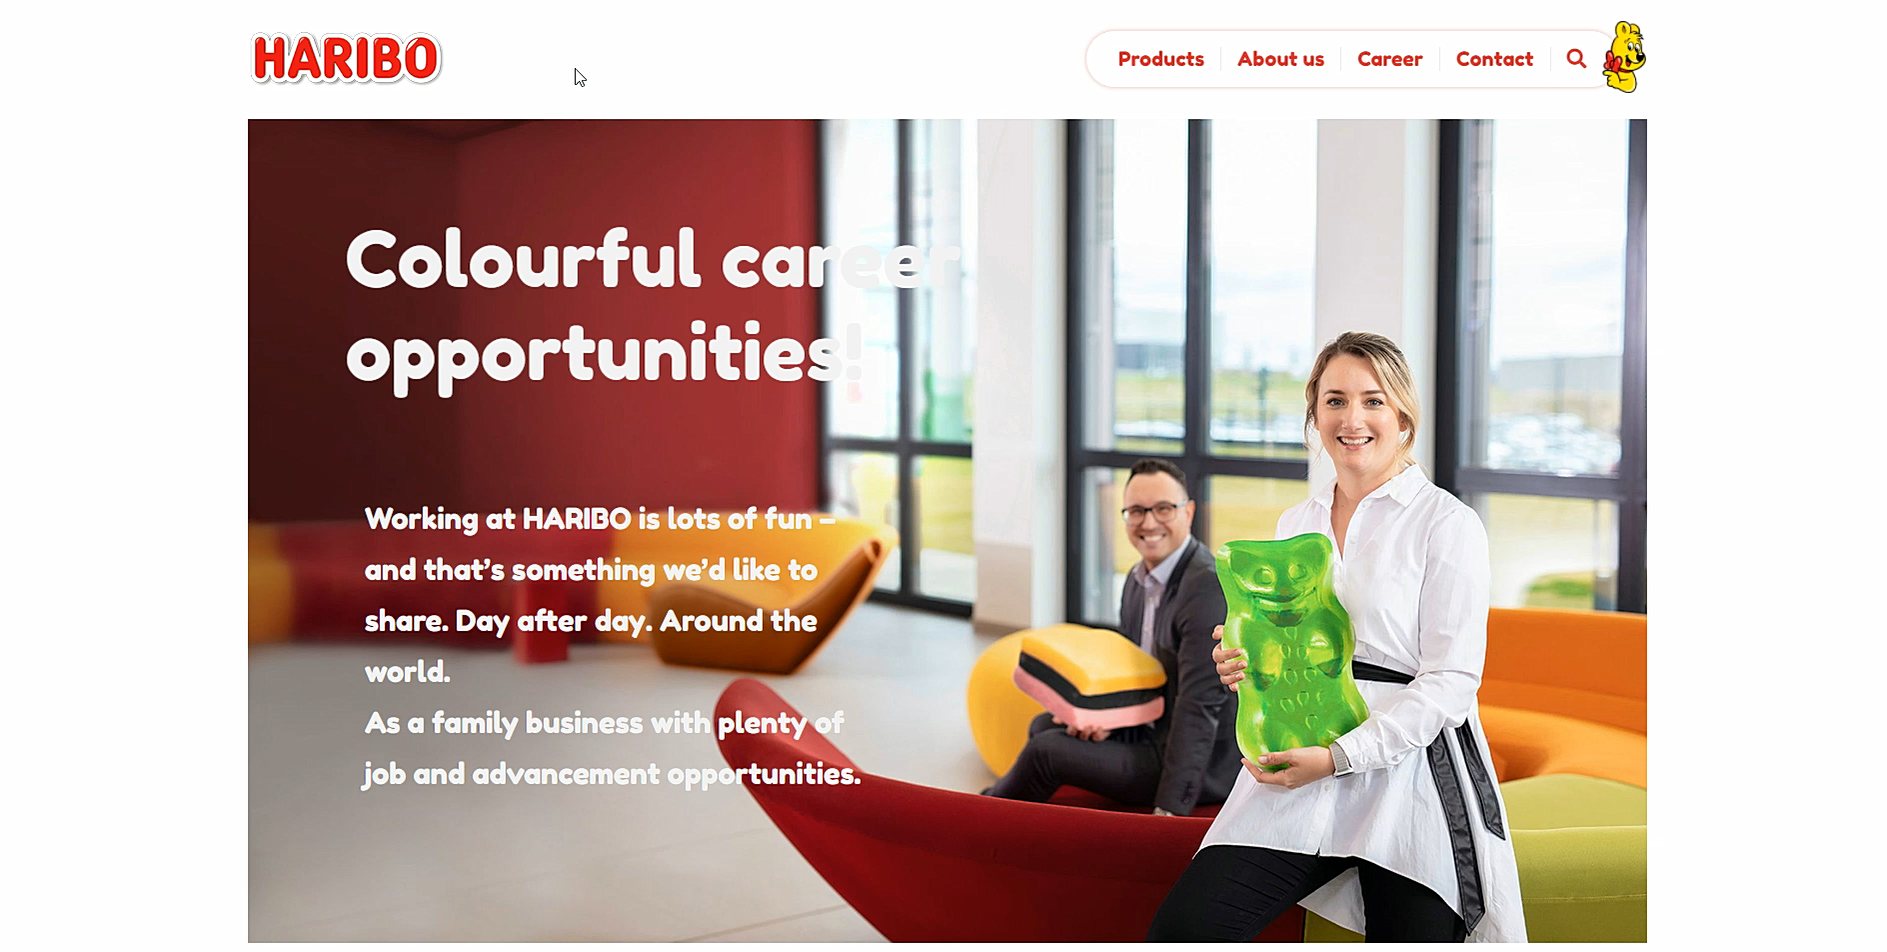 HARIBO
Products
About us
Career
Contact
Colourful career
opportunities!
Working at HARIBO is lots of fun –
and that’s something we’d like to
share. Day after day. Around the
world.
As a family business with plenty of
job and advancement opportunities.